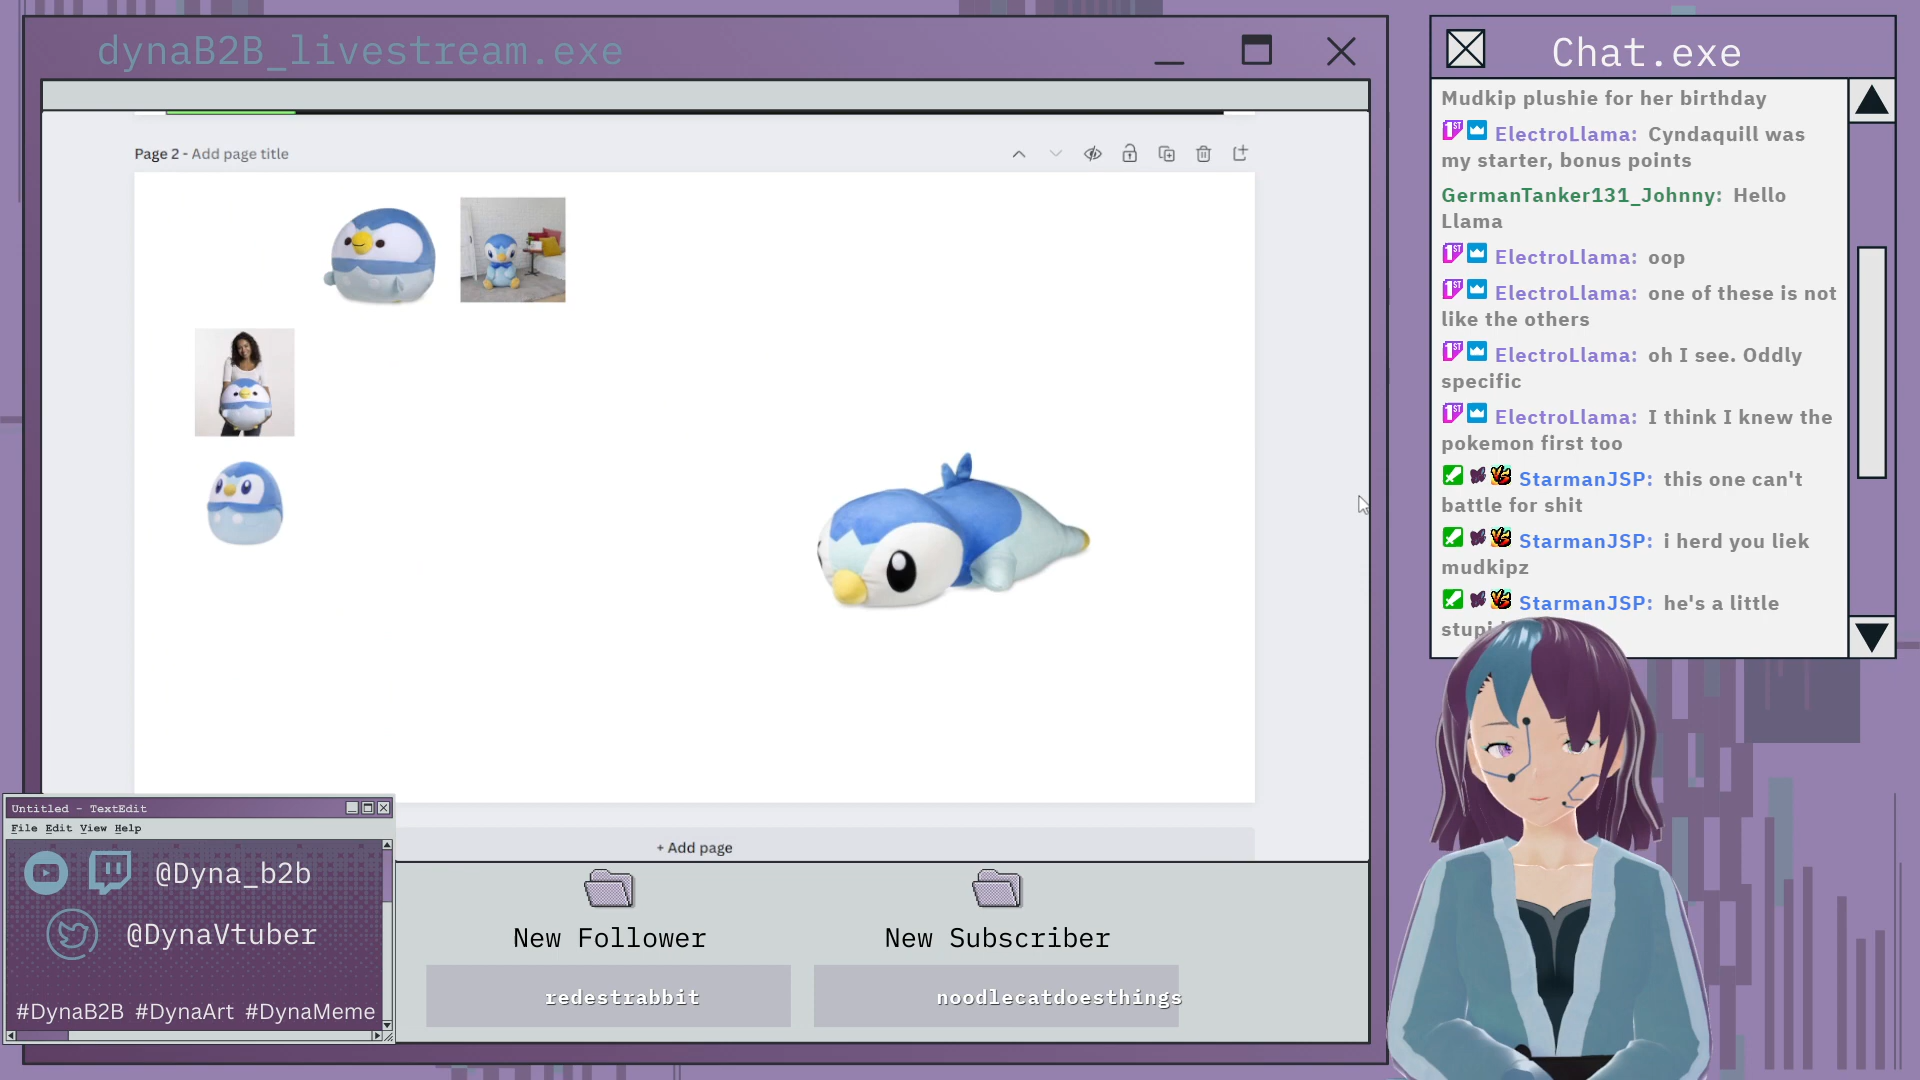 dynaB2B_livestream.exe
Page 2 - Add page title
+ Add page
Chat.exe
Mudkip plushie for her birthday
ElectroLlama: Cyndaquill was
my starter, bonus points
GermanTanker131_Johnny: Hello
Llama
ElectroLlama: oop
ElectroLlama: one of these is not
like the others
ElectroLlama: oh I see. Oddly
specific
ElectroLlama: I think I knew the
pokemon first too
StarmanJSP: this one can't
battle for shit
StarmanJSP: i herd you liek
mudkipz
StarmanJSP: he's a little
Untitled - TextEdit
File Edit View Help
@Dyna_b2b
@DynaVtuber
#DynaB2B #DynaArt #DynaMeme
New Follower
redestrabbit
New Subscriber
noodlecatdoesthings